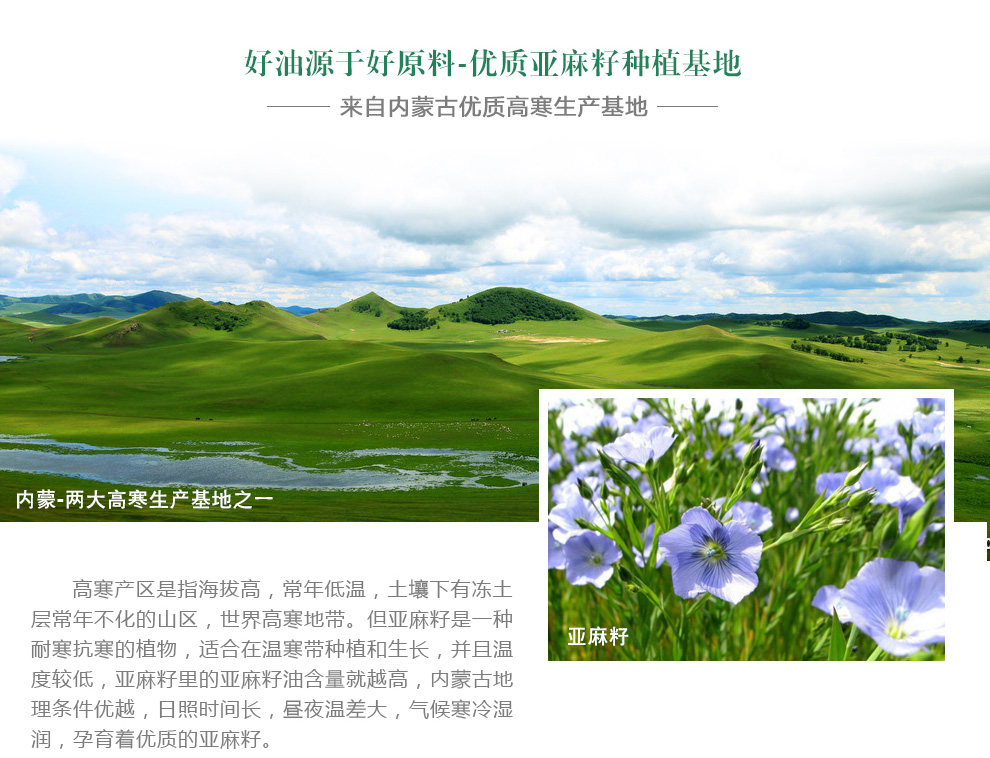 好油源于好原料-优质亚麻籽种植基地
来自内蒙古优质高寒生产基地
内蒙-两大高寒生产基地之一
亚麻籽
高寒产区是指海拔高，常年低温，土壤下有冻土
层常年不化的山区，世界高寒地带。但亚麻籽是一种
耐寒抗寒的植物，适合在温寒带种植和生长，并且温
度较低，亚麻籽里的亚麻籽油含量就越高，内蒙古地
理条件优越，日照时间长，昼夜温差大，气候寒冷湿
润，孕育着优质的亚麻籽。